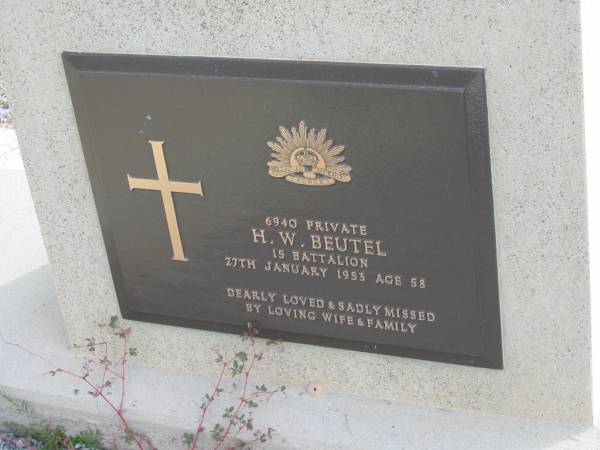 6940 PRIVATE
H. W. BEUTEL
15 BATTALION
27TH JANUARY 1953 AGE 58
DEARLY LOVED & SADLY MISSED
BY LOVING WIFE & FAMILY